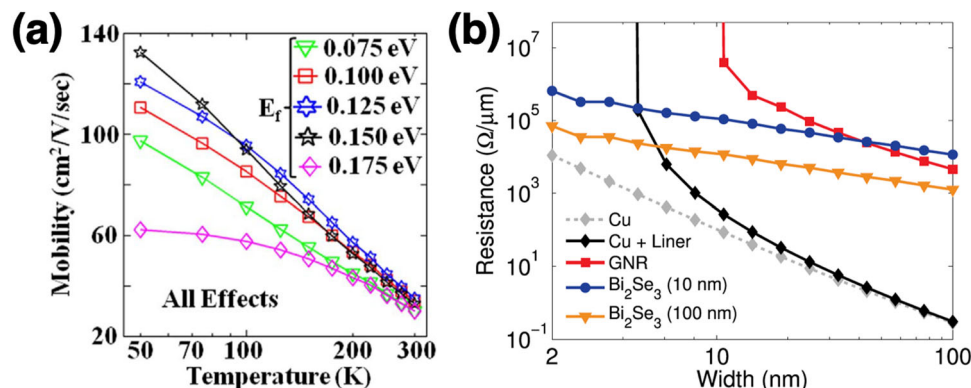 (a)
140
100
60
20
Mobility (cm²/V/sec)
E_f
0.075 eV
0.100 eV
0.125 eV
0.150 eV
0.175 eV
All Effects
50 100 200 300
Temperature (K)
(b)
10⁷
10⁵
10³
10¹
10⁻¹
Resistance (Ω/μm)
Cu
Cu + Liner
GNR
Bi₂Se₃ (10 nm)
Bi₂Se₃ (100 nm)
2 10 100
Width (nm)